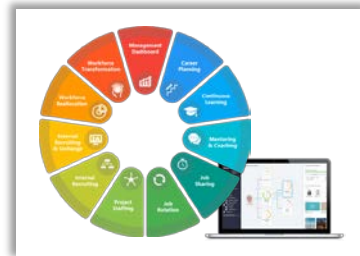 Management
Dashboard
Career
Planning
Continuous
Learning
Mentoring
& Coaching
Job
Sharing
Job
Rotation
Project
Staffing
Internal
Recruiting
Internal
Recruiting
& Exchange
Workforce
Reallocation
Workforce
Transformation